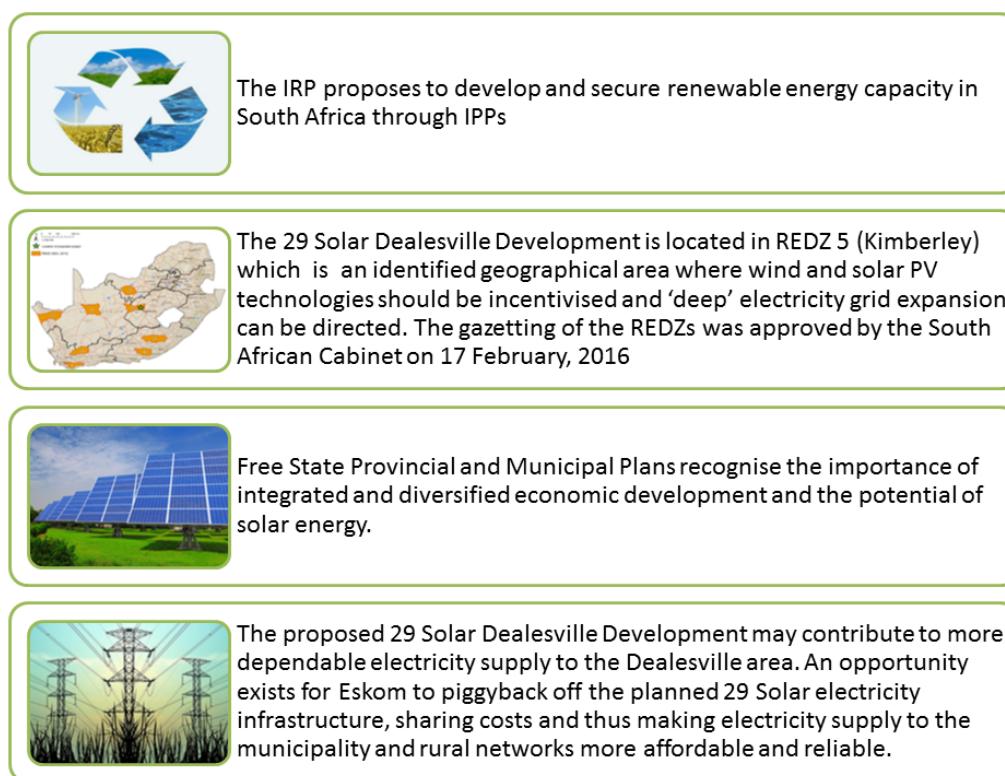 The IRP proposes to develop and secure renewable energy capacity in
South Africa through IPPs
The 29 Solar Dealesville Development is located in REDZ 5 (Kimberley)
which is an identified geographical area where wind and solar PV
technologies should be incentivised and ‘deep’ electricity grid expansion
can be directed. The gazetting of the REDZs was approved by the South
African Cabinet on 17 February, 2016
Free State Provincial and Municipal Plans recognise the importance of
integrated and diversified economic development and the potential of
solar energy.
The proposed 29 Solar Dealesville Development may contribute to more
dependable electricity supply to the Dealesville area. An opportunity
exists for Eskom to piggyback off the planned 29 Solar electricity
infrastructure, sharing costs and thus making electricity supply to the
municipality and rural networks more affordable and reliable.